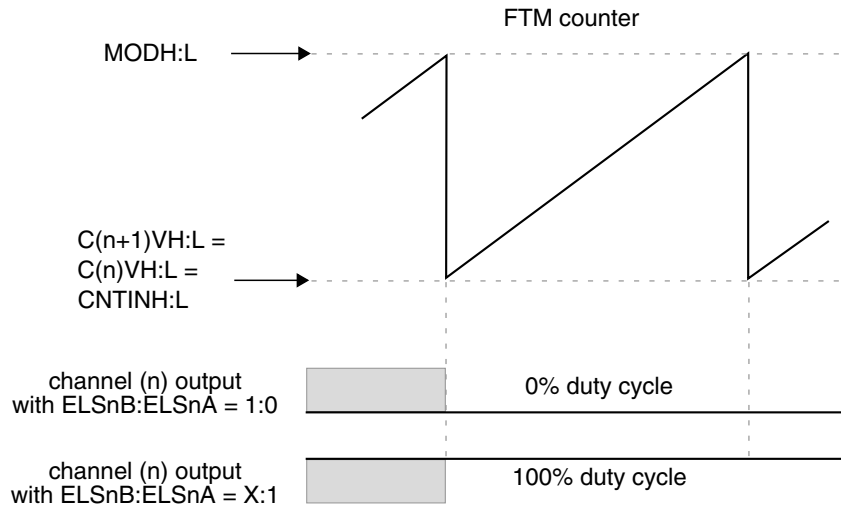 FTM counter
MODH:L
C(n+1)VH:L =
C(n)VH:L =
CNTINH:L
channel (n) output
with ELSnB:ELSnA = 1:0
0% duty cycle
channel (n) output
with ELSnB:ELSnA = X:1
100% duty cycle